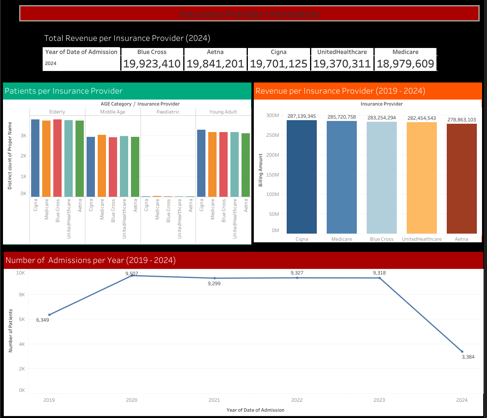 Insurance Provider Information
Total Revenue per Insurance Provider (2024)
Year of Date of Admission Blue Cross Aetna Cigna UnitedHealthcare Medicare
2024 19,923,410 19,841,201 19,701,125 19,370,311 18,979,609
Patients per Insurance Provider
AGE Category / Insurance Provider
Elderly Middle Age Paediatric Young Adult
Distinct count of Proper Name
3K
2K
1K
0K
Cigna Medicare Blue Cross UnitedHealthcare Aetna Cigna Medicare Blue Cross UnitedHealthcare Aetna Cigna Medicare Blue Cross UnitedHealthcare Aetna Cigna Medicare Blue Cross UnitedHealthcare Aetna
Revenue per Insurance Provider (2019 - 2024)
Insurance Provider
Billing Amount
300M
250M
200M
150M
100M
50M
0M
287,139,345 285,720,758 283,254,294 282,454,543 278,863,103
Cigna Medicare Blue Cross UnitedHealthcare Aetna
Number of Admissions per Year (2019 - 2024)
Number of Patients
10K
8K
6K
4K
2K
0K
6,349 9,299 9,327 9,318 3,384
2019 2020 2021 2022 2023 2024
Year of Date of Admission